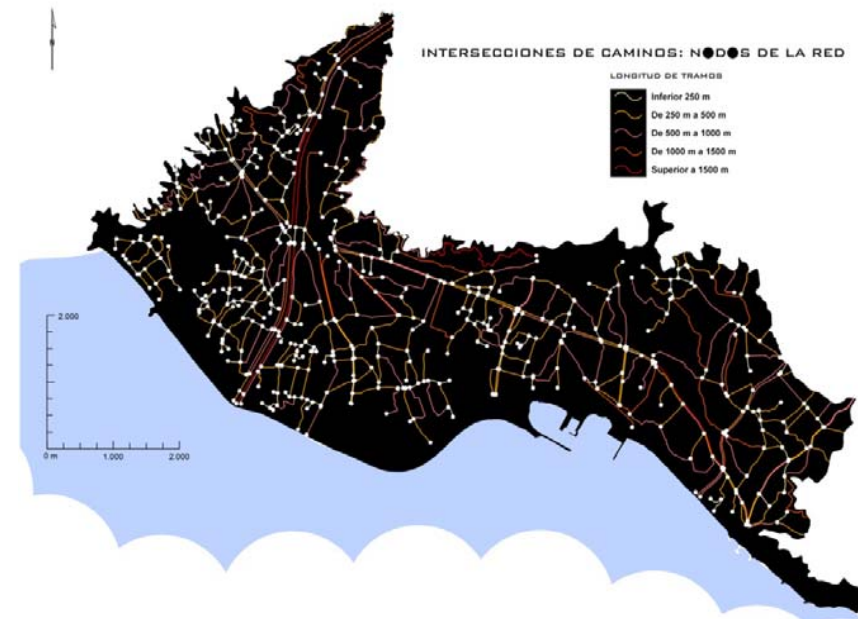 N
INTERSECCIONES DE CAMINOS: NODOS DE LA RED
LONGITUD DE TRAMOS
Inferior 250 m
De 250 m a 500 m
De 500 m a 1000 m
De 1000 m a 1500 m
Superior a 1500 m
2.000
0 m 1.000 2.000